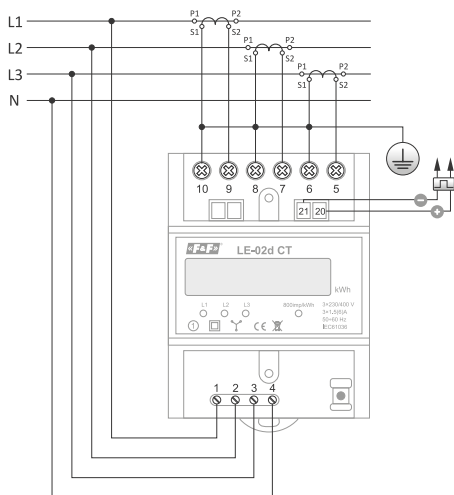 P1 P2
L1
S1 S2
P1 P2
L2
S1 S2
P1 P2
L3
S1 S2
N
10 9 8 7 6 5
21 20
−
+
F&F® LE-02d CT
kWh
L1 L2 L3 800imp/kWh
3×230/400 V
3×1,5(6)A
50÷60 Hz
IEC61036
1 CE
1 2 3 4